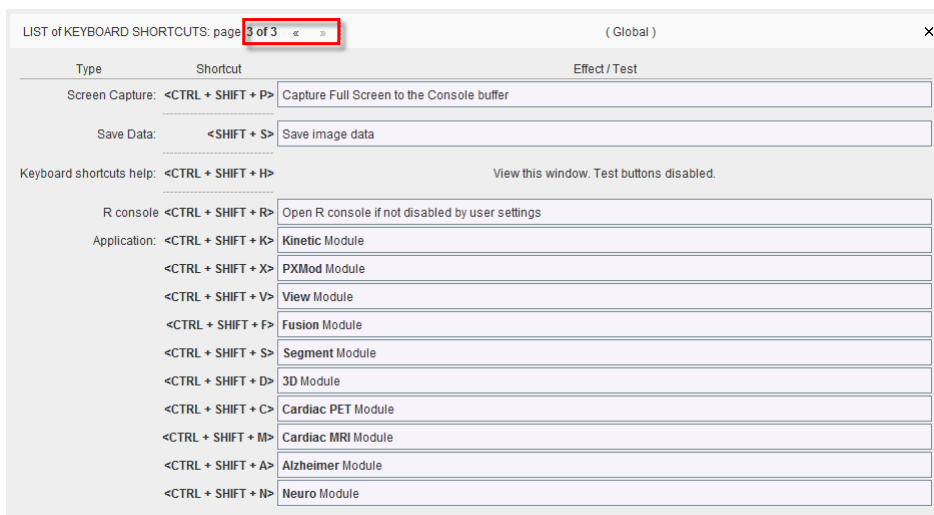 LIST of KEYBOARD SHORTCUTS: page 3 of 3 « » ( Global ) ×
Type Shortcut Effect / Test
Screen Capture: <CTRL + SHIFT + P> Capture Full Screen to the Console buffer
Save Data: <SHIFT + S> Save image data
Keyboard shortcuts help: <CTRL + SHIFT + H> View this window. Test buttons disabled.
R console <CTRL + SHIFT + R> Open R console if not disabled by user settings
Application: <CTRL + SHIFT + K> Kinetic Module
<CTRL + SHIFT + X> PXMod Module
<CTRL + SHIFT + V> View Module
<CTRL + SHIFT + F> Fusion Module
<CTRL + SHIFT + S> Segment Module
<CTRL + SHIFT + D> 3D Module
<CTRL + SHIFT + C> Cardiac PET Module
<CTRL + SHIFT + M> Cardiac MRI Module
<CTRL + SHIFT + A> Alzheimer Module
<CTRL + SHIFT + N> Neuro Module